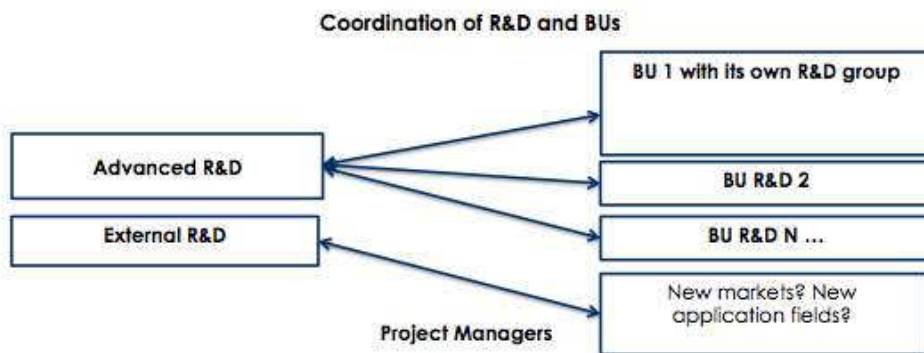 Coordination of R&D and BUs
BU 1 with its own R&D group
Advanced R&D
BU R&D 2
External R&D
BU R&D N ...
New markets? New
application fields?
Project Managers